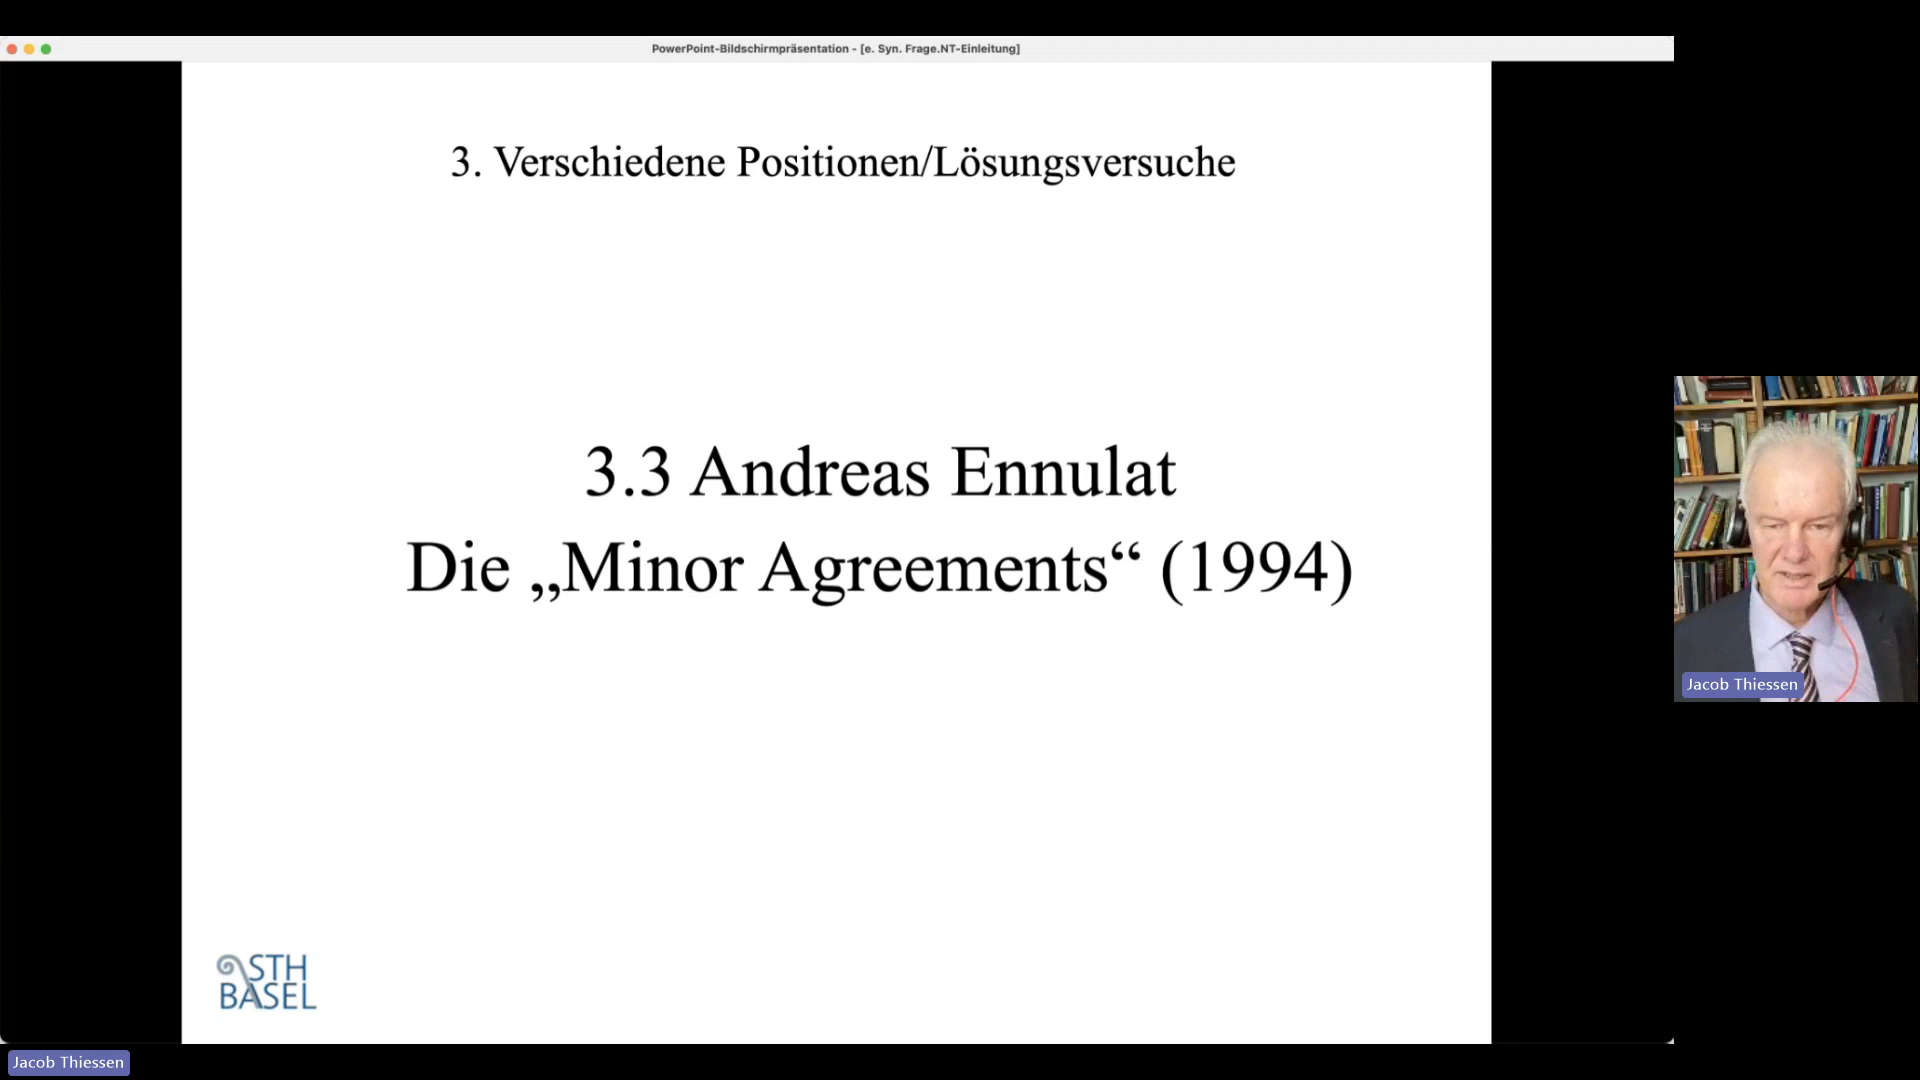 PowerPoint-Bildschirmpräsentation - [e. Syn. Frage.NT-Einleitung]
3. Verschiedene Positionen/Lösungsversuche
3.3 Andreas Ennulat
Die „Minor Agreements“ (1994)
STH
BASEL
Jacob Thiessen
Jacob Thiessen